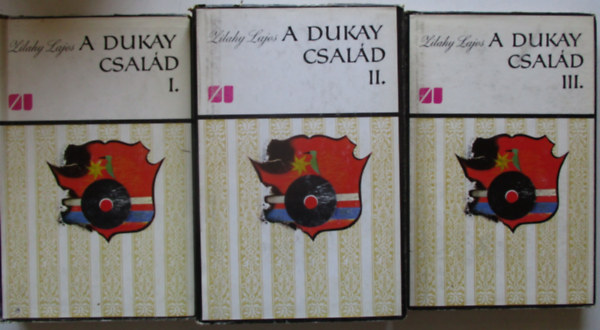 Zilahy Lajos A DUKAY
CSALÁD
I.
Zilahy Lajos A DUKAY
CSALÁD
II.
Zilahy Lajos A DUKAY
CSALÁD
III.